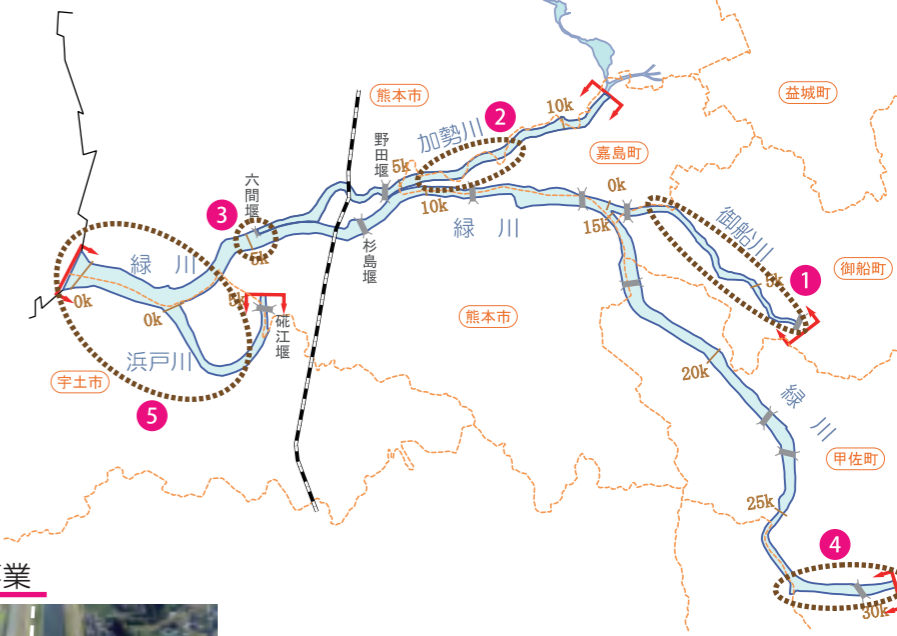 益城町
熊本市
10k
2
加勢川
野田堰
5k
嘉島町
六間堰
10k
0k
3
緑川
15k
御船川
5k
杉島堰
御船町
緑川
5k
1
0k
5k
熊本市
0k
砥江堰
浜戸川
20k
宇土市
緑川
5
甲佐町
25k
4
業
30k